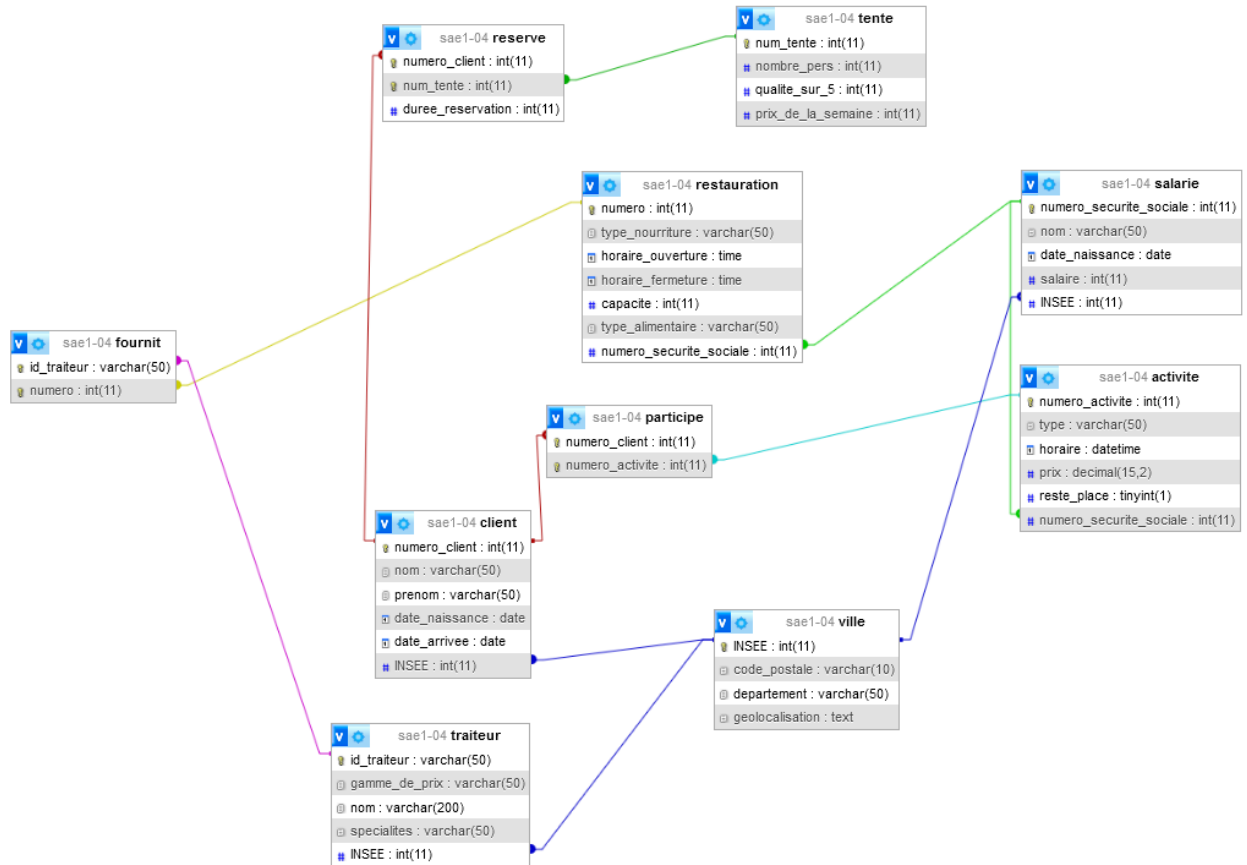 sae1-04 reserve
numero_client : int(11)
num_tente : int(11)
duree_reservation : int(11)
sae1-04 tente
num_tente : int(11)
nombre_pers : int(11)
qualite_sur_5 : int(11)
prix_de_la_semaine : int(11)
sae1-04 restauration
numero : int(11)
type_nourriture : varchar(50)
horaire_ouverture : time
horaire_fermeture : time
capacite : int(11)
type_alimentaire : varchar(50)
numero_securite_sociale : int(11)
sae1-04 salarie
numero_securite_sociale : int(11)
nom : varchar(50)
date_naissance : date
salaire : int(11)
INSEE : int(11)
sae1-04 fournit
id_traiteur : varchar(50)
numero : int(11)
sae1-04 activite
numero_activite : int(11)
type : varchar(50)
horaire : datetime
prix : decimal(15,2)
reste_place : tinyint(1)
numero_securite_sociale : int(11)
sae1-04 participe
numero_client : int(11)
numero_activite : int(11)
sae1-04 client
numero_client : int(11)
nom : varchar(50)
prenom : varchar(50)
date_naissance : date
date_arrivee : date
INSEE : int(11)
sae1-04 ville
INSEE : int(11)
code_postale : varchar(10)
departement : varchar(50)
geolocalisation : text
sae1-04 traiteur
id_traiteur : varchar(50)
gamme_de_prix : varchar(50)
nom : varchar(200)
specialites : varchar(50)
INSEE : int(11)